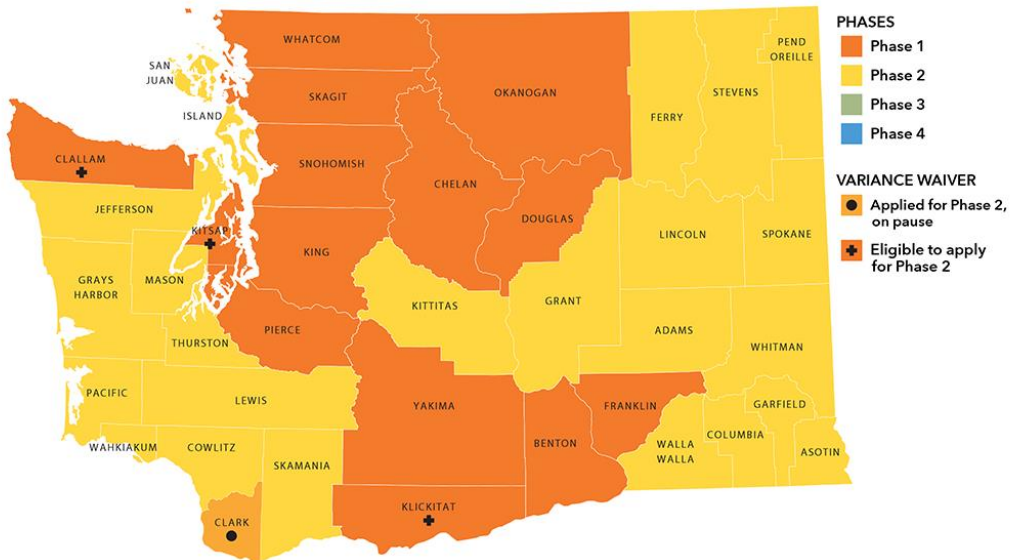 WHATCOM
SAN
JUAN
SKAGIT
ISLAND
OKANOGAN
FERRY
STEVENS
PEND
OREILLE
CLALLAM
SNOHOMISH
CHELAN
JEFFERSON
DOUGLAS
KITSAP
KING
LINCOLN
SPOKANE
GRAYS
HARBOR
MASON
KITTITAS
GRANT
PIERCE
ADAMS
THURSTON
WHITMAN
PACIFIC
LEWIS
YAKIMA
FRANKLIN
GARFIELD
BENTON
WAHKIAKUM
COWLITZ
SKAMANIA
WALLA
WALLA
COLUMBIA
ASOTIN
KLICKITAT
CLARK
PHASES
Phase 1
Phase 2
Phase 3
Phase 4
VARIANCE WAIVER
Applied for Phase 2,
on pause
Eligible to apply
for Phase 2